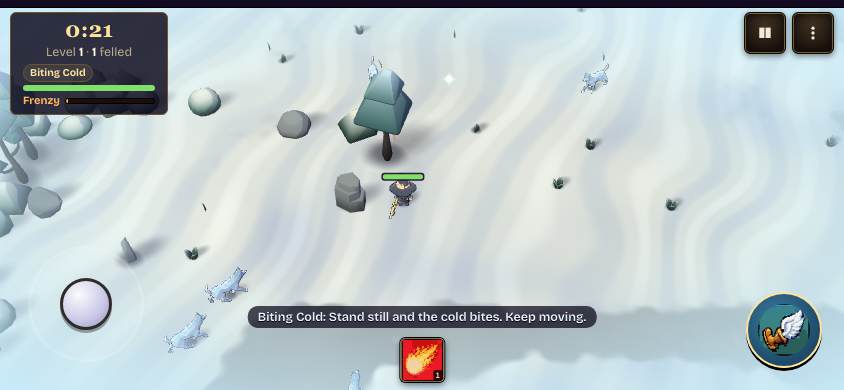 0:21
Level 1 · 1 felled
Biting Cold
Frenzy
Biting Cold: Stand still and the cold bites. Keep moving.
1